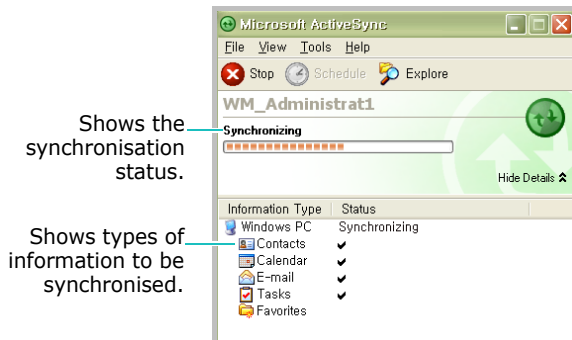 Microsoft ActiveSync
File View Tools Help
Stop Schedule Explore
WM_Administrat1
Synchronizing
Hide Details
Information Type Status
Windows PC Synchronizing
Contacts
Calendar
E-mail
Tasks
Favorites
Shows the
synchronisation
status.
Shows types of
information to be
synchronised.